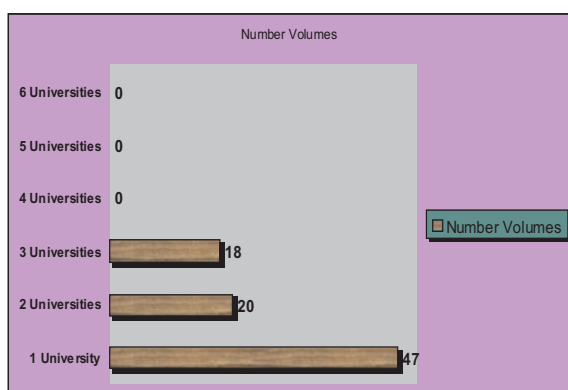 Number Volumes
6 Universities 0
5 Universities 0
4 Universities 0
3 Universities 18
2 Universities 20
1 University 47
Number Volumes